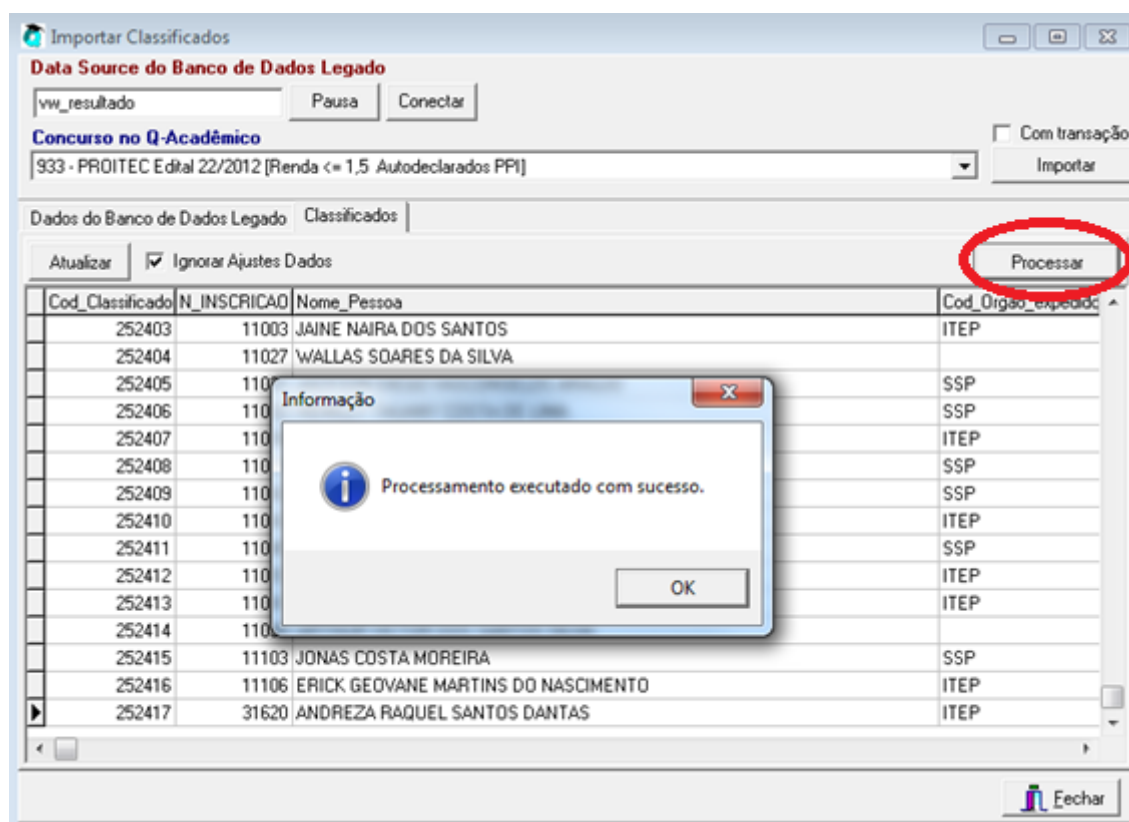 Importar Classificados
Data Source do Banco de Dados Legado
vw_resultado Pausa Conectar
Concurso no Q-Acadêmico Com transação
933 - PROITEC Edital 22/2012 [Renda <= 1,5 Autodeclarados PPI] Importar
Dados do Banco de Dados Legado Classificados
Atualizar Ignorar Ajustes Dados Processar
Cod_Classificado N_INSCRICAO Nome_Pessoa Cod_Orgao_expedido
252403 11003 JAINE NAIRA DOS SANTOS ITEP
252404 11027 WALLAS SOARES DA SILVA
252405 SSP
252406 SSP
252407 ITEP
252408 SSP
252409 SSP
252410 ITEP
252411 SSP
252412 ITEP
252413 ITEP
252414
Informação
Processamento executado com sucesso.
OK
252415 11103 JONAS COSTA MOREIRA SSP
252416 11106 ERICK GEOVANE MARTINS DO NASCIMENTO ITEP
252417 31620 ANDREZA RAQUEL SANTOS DANTAS ITEP
Fechar